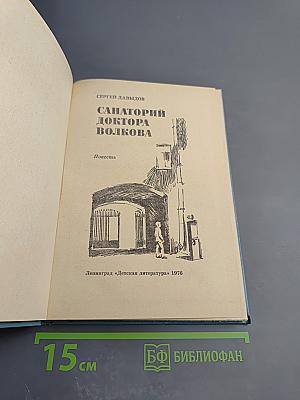 СЕРГЕЙ ДАВЫДОВ
САНАТОРИЙ
ДОКТОРА
ВОЛКОВА
Повесть
Ленинград «Детская литература» 1976
15 см
БФ БИБЛИОФАН